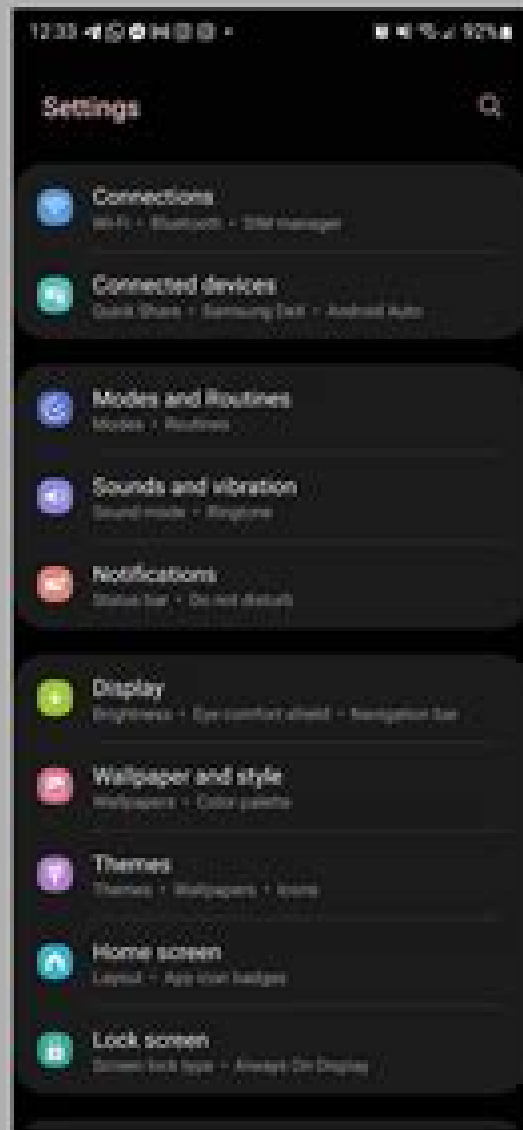 12:33 92%
Settings
Connections
Wi-Fi • Bluetooth • SIM manager
Connected devices
Quick Share • Samsung DeX • Android Auto
Modes and Routines
Modes • Routines
Sounds and vibration
Sound mode • Ringtone
Notifications
Status bar • Do not disturb
Display
Brightness • Eye comfort shield • Navigation bar
Wallpaper and style
Wallpapers • Color palette
Themes
Themes • Wallpapers • Icons
Home screen
Layout • App icon badges
Lock screen
Screen lock type • Always On Display